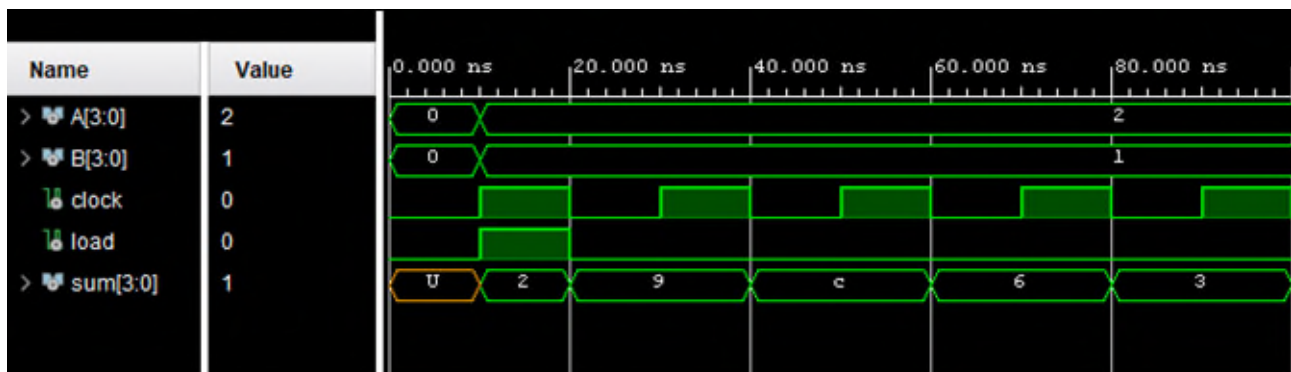 Name Value 0.000 ns 20.000 ns 40.000 ns 60.000 ns 80.000 ns
> A[3:0] 2 0 2
> B[3:0] 1 0 1
clock 0
load 0
> sum[3:0] 1 U 2 9 c 6 3